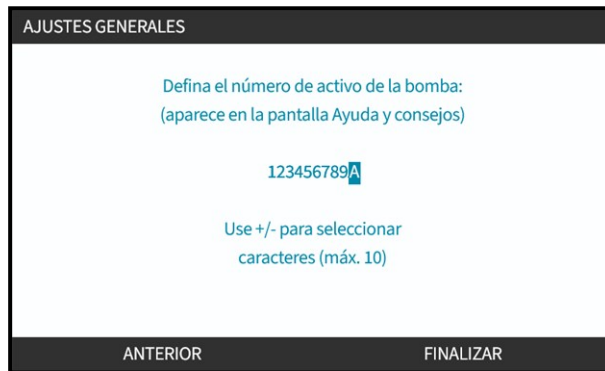 AJUSTES GENERALES
Defina el número de activo de la bomba:
(aparece en la pantalla Ayuda y consejos)
123456789A
Use +/- para seleccionar
caracteres (máx. 10)
ANTERIOR FINALIZAR